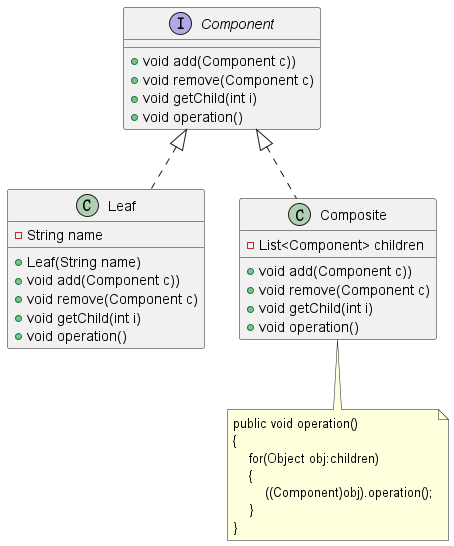 I Component
void add(Component c))
void remove(Component c)
void getChild(int i)
void operation()
C Leaf
String name
Leaf(String name)
void add(Component c))
void remove(Component c)
void getChild(int i)
void operation()
C Composite
List<Component> children
void add(Component c))
void remove(Component c)
void getChild(int i)
void operation()
public void operation()
{
for(Object obj:children)
{
((Component)obj).operation();
}
}